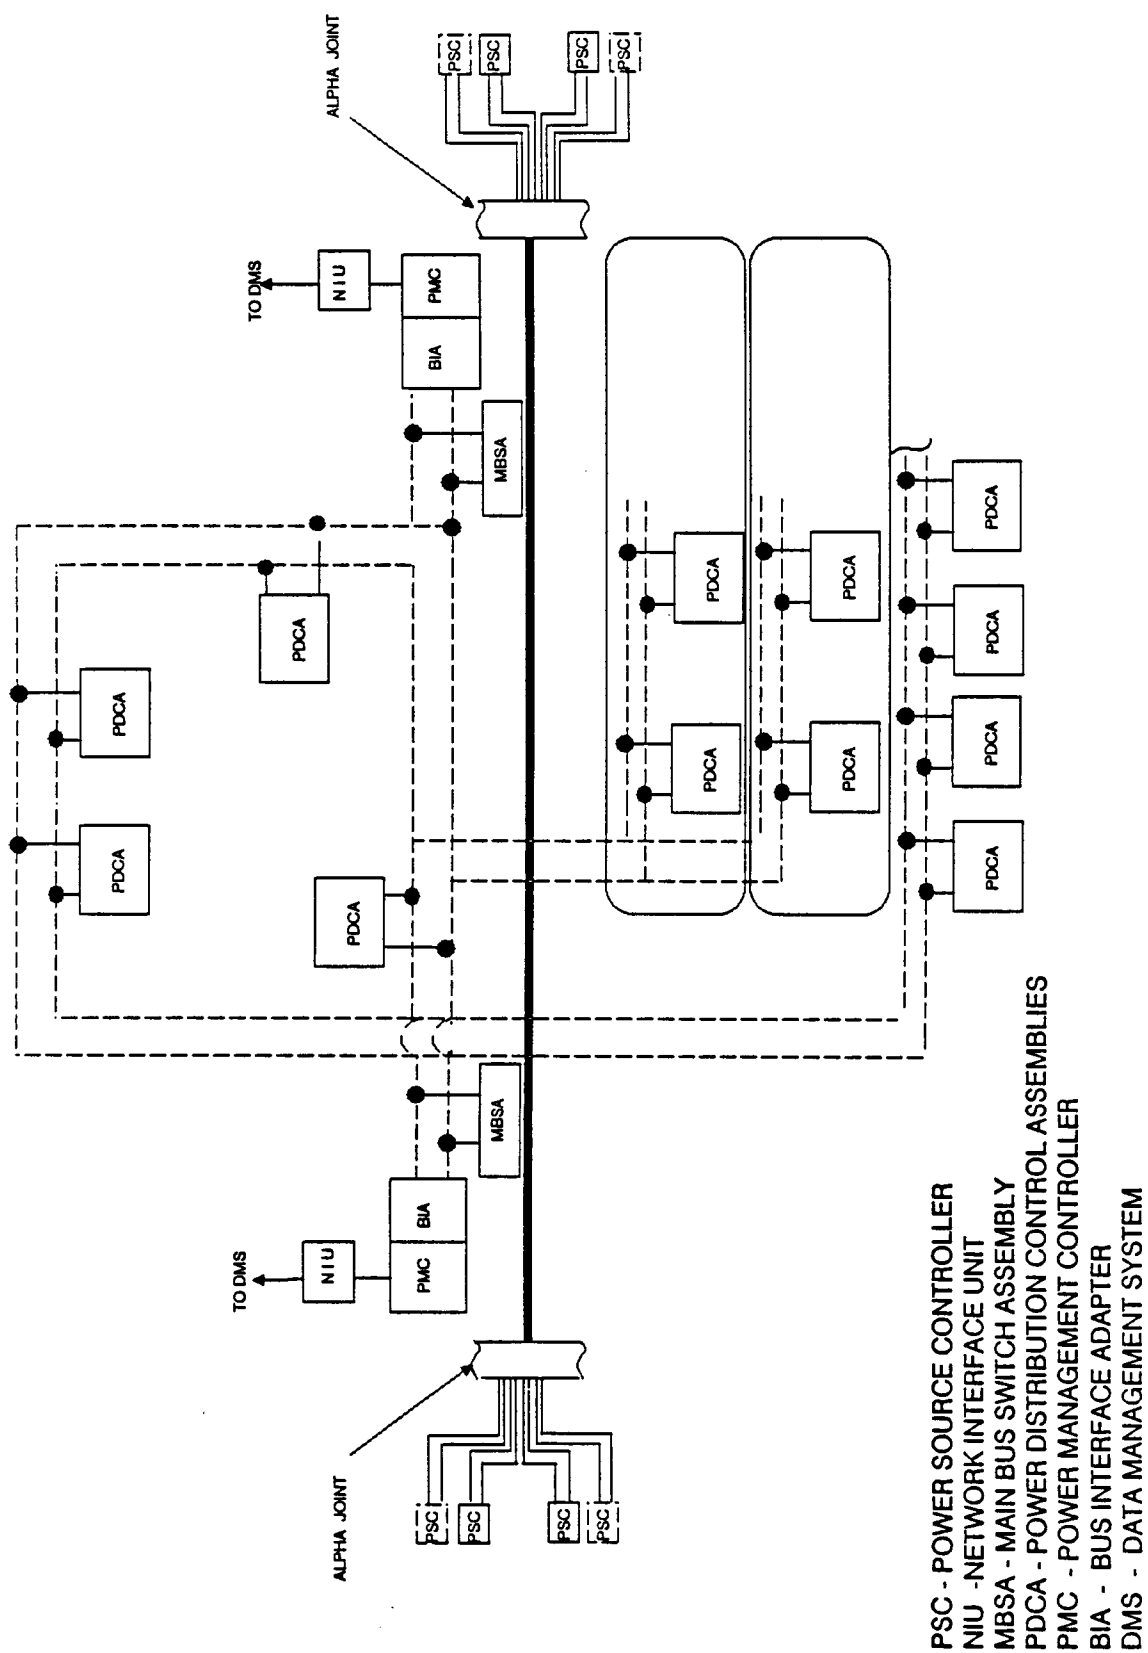 PDCA
PDCA
TO DMS
TO DMS
PDCA
NIU
ALPHA JOINT
ALPHA JOINT
NIU
PDCA
PMC
BIA
BIA
PMC
PSC
PSC
PSC
PSC
MBSA
MBSA
PSC
PSC
PSC
PSC
PDCA
PDCA
PDCA
PDCA
PDCA
PDCA
PDCA
PDCA
PSC - POWER SOURCE CONTROLLER
NIU - NETWORK INTERFACE UNIT
MBSA - MAIN BUS SWITCH ASSEMBLY
PDCA - POWER DISTRIBUTION CONTROL ASSEMBLIES
PMC - POWER MANAGEMENT CONTROLLER
BIA - BUS INTERFACE ADAPTER
DMS - DATA MANAGEMENT SYSTEM